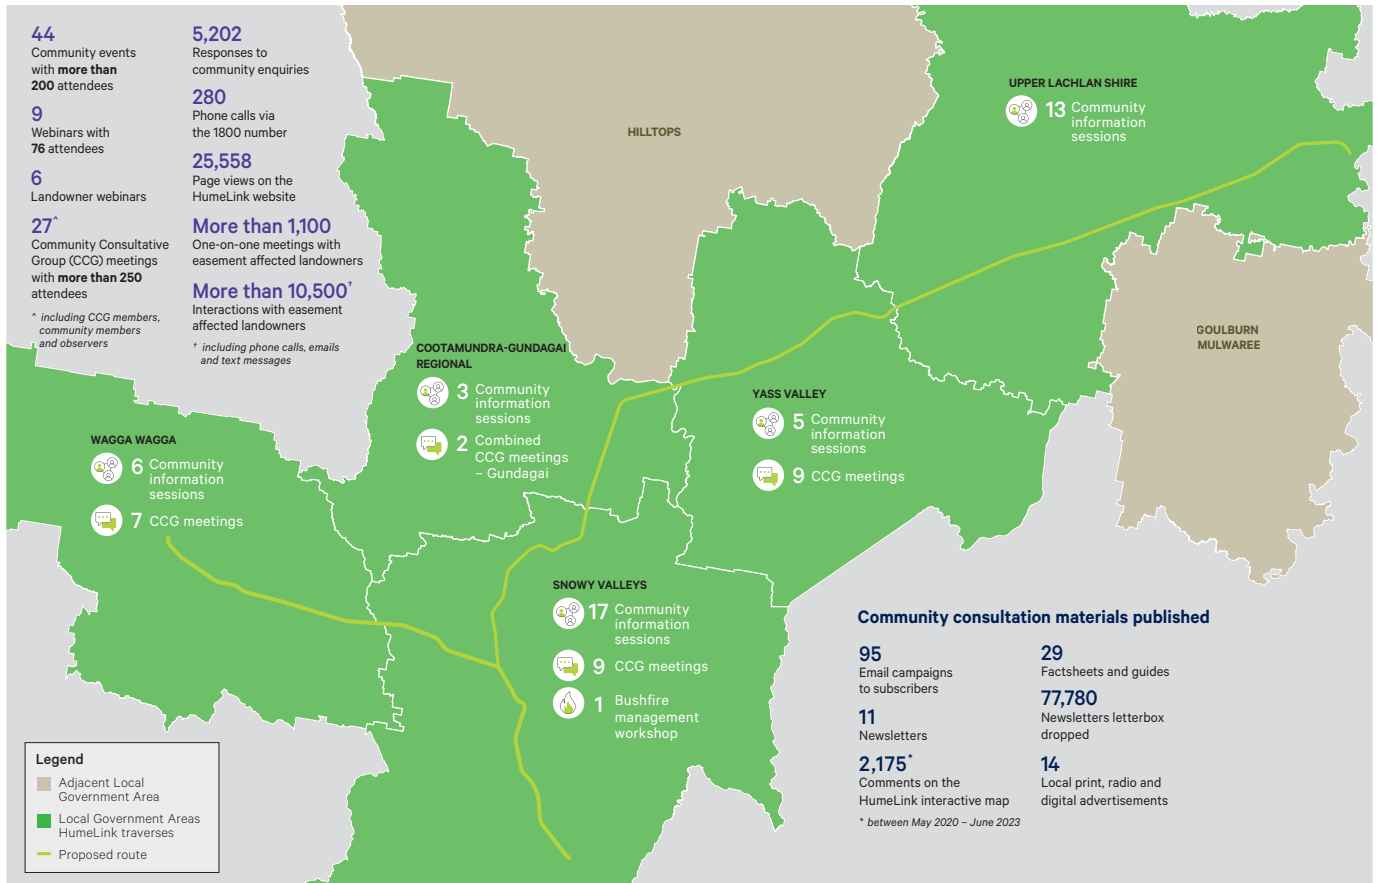 44
Community events
with more than
200 attendees
9
Webinars with
76 attendees
6
Landowner webinars
27^
Community Consultative
Group (CCG) meetings
with more than 250
attendees
^ including CCG members,
community members
and observers
5,202
Responses to
community enquiries
280
Phone calls via
the 1800 number
25,558
Page views on the
HumeLink website
More than 1,100
One-on-one meetings with
easement affected landowners
More than 10,500†
Interactions with easement
affected landowners
† including phone calls, emails
and text messages
HILLTOPS
UPPER LACHLAN SHIRE
13 Community
information
sessions
GOULBURN
MULWAREE
COOTAMUNDRA-GUNDAGAI
REGIONAL
3 Community
information
sessions
2 Combined
CCG meetings
– Gundagai
YASS VALLEY
5 Community
information
sessions
9 CCG meetings
WAGGA WAGGA
6 Community
information
sessions
7 CCG meetings
SNOWY VALLEYS
17 Community
information
sessions
9 CCG meetings
1 Bushfire
management
workshop
Community consultation materials published
95
Email campaigns
to subscribers
11
Newsletters
2,175*
Comments on the
HumeLink interactive map
* between May 2020 – June 2023
29
Factsheets and guides
77,780
Newsletters letterbox
dropped
14
Local print, radio and
digital advertisements
Legend
Adjacent Local
Government Area
Local Government Areas
HumeLink traverses
Proposed route